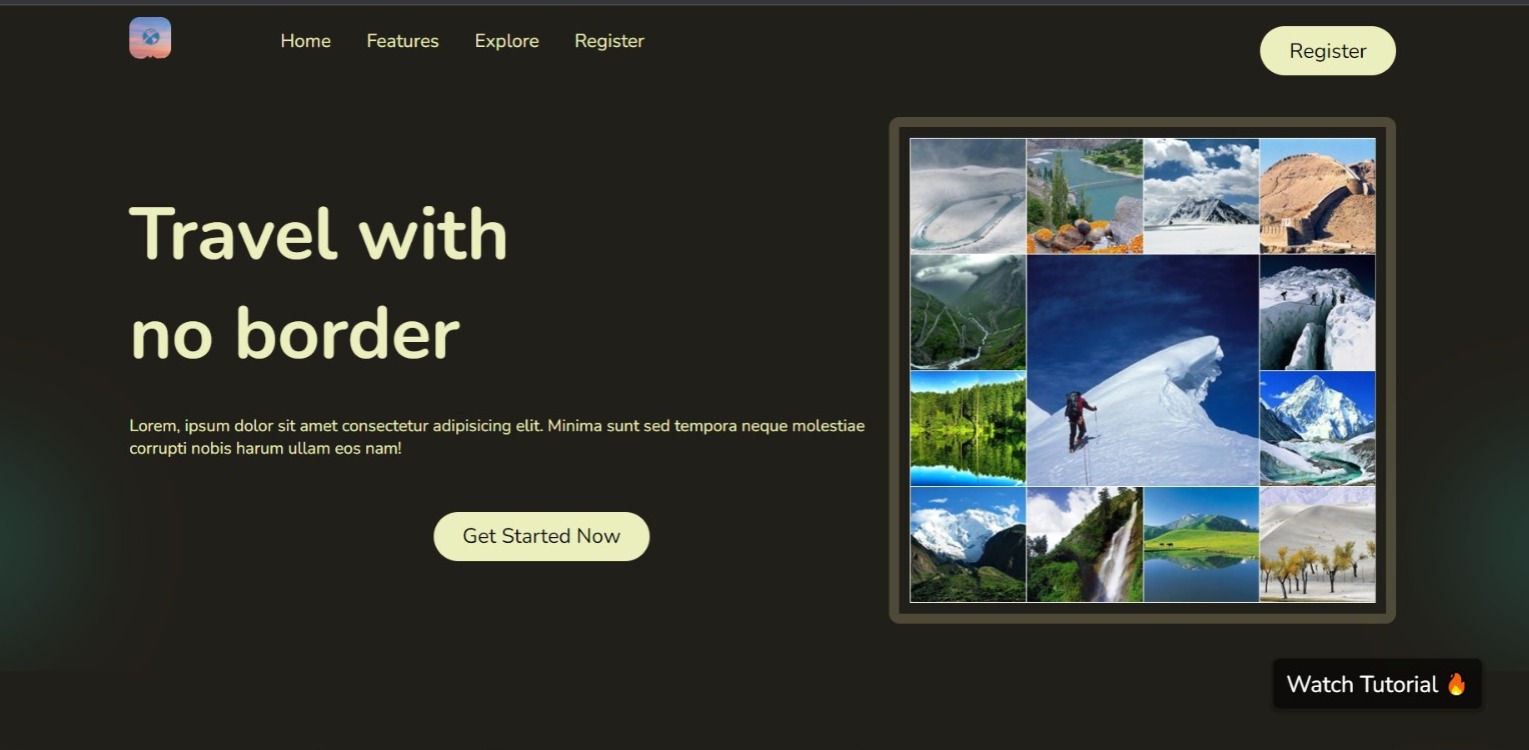 Home Features Explore Register
Register
Travel with
no border
Lorem, ipsum dolor sit amet consectetur adipisicing elit. Minima sunt sed tempora neque molestiae
corrupti nobis harum ullam eos nam!
Get Started Now
Watch Tutorial 🔥